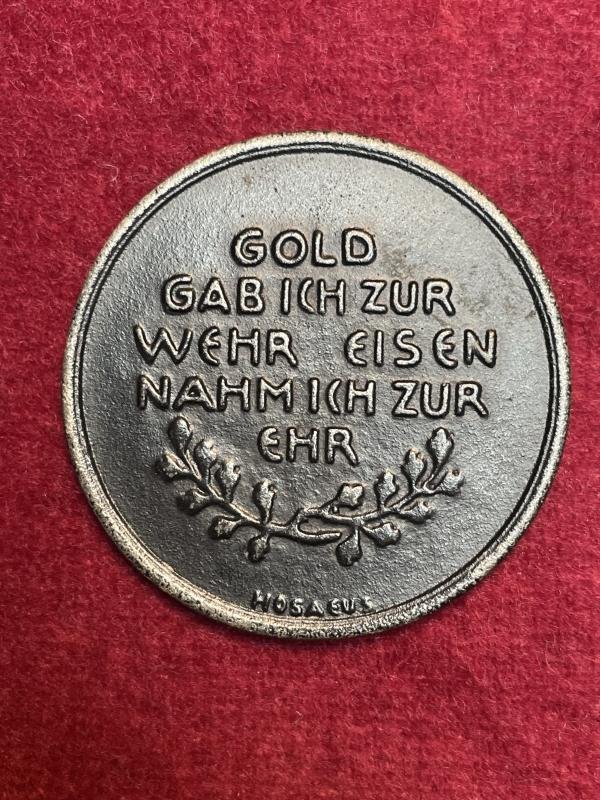 GOLD
GAB ICH ZUR
WEHR EISEN
NAHM ICH ZUR
EHR
HOSAEUS